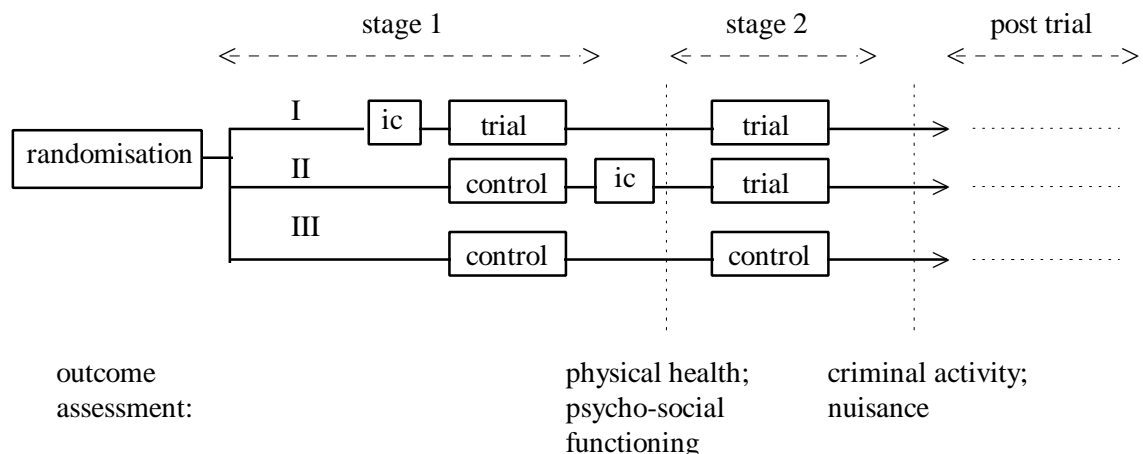 stage 1
stage 2
post trial
I
ic
trial
trial
randomisation
II
control
ic
trial
III
control
control
outcome
assessment:
physical health;
psycho-social
functioning
criminal activity;
nuisance